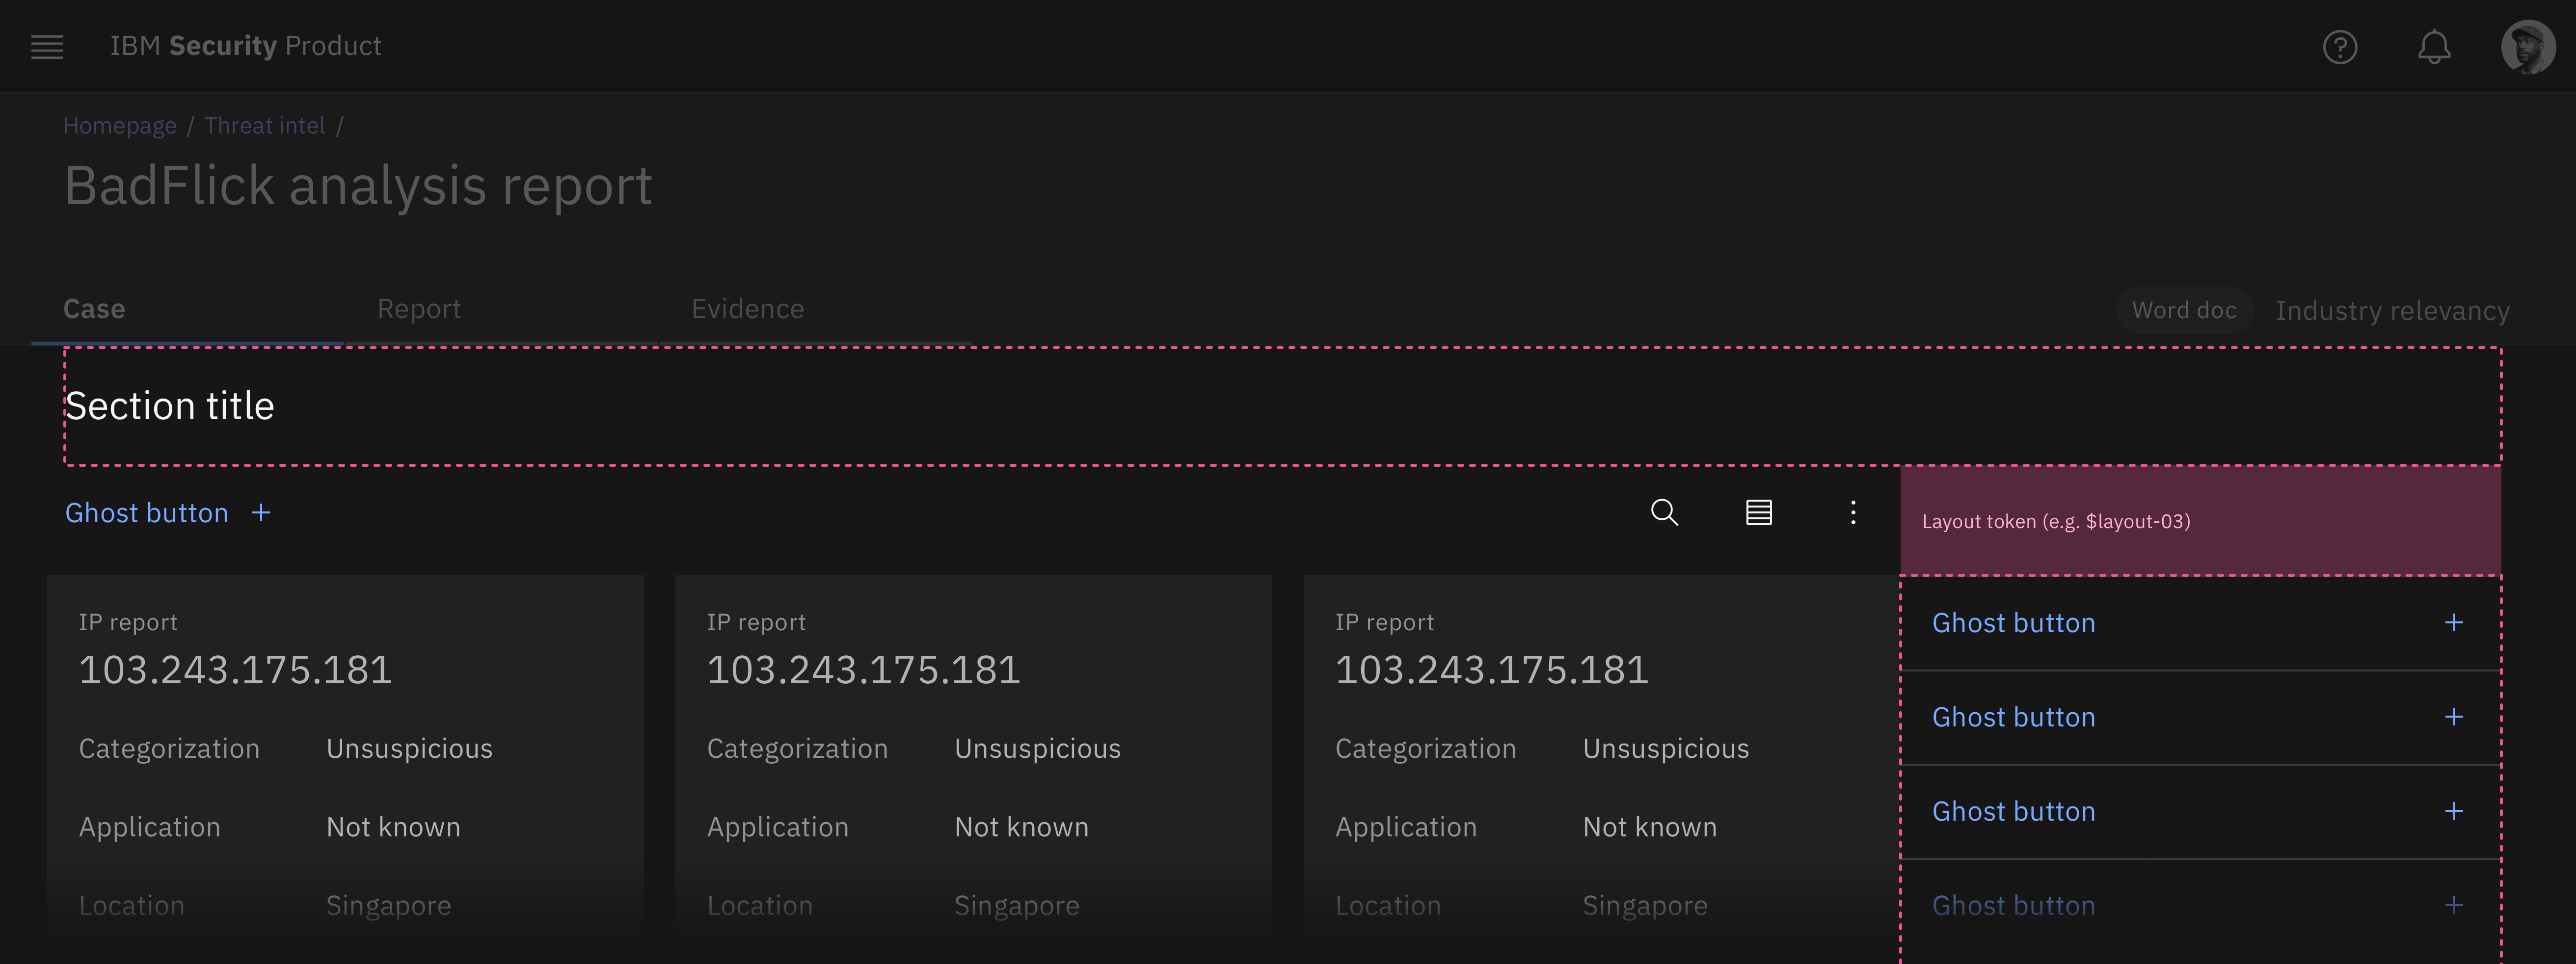 IBM Security Product
Homepage / Threat intel /
BadFlick analysis report
Case
Report
Evidence
Word doc
Industry relevancy
Section title
Ghost button +
Layout token (e.g. $layout-03)
IP report
103.243.175.181
Categorization Unsuspicious
Application Not known
Location Singapore
IP report
103.243.175.181
Categorization Unsuspicious
Application Not known
Location Singapore
IP report
103.243.175.181
Categorization Unsuspicious
Application Not known
Location Singapore
Ghost button +
Ghost button +
Ghost button +
Ghost button +